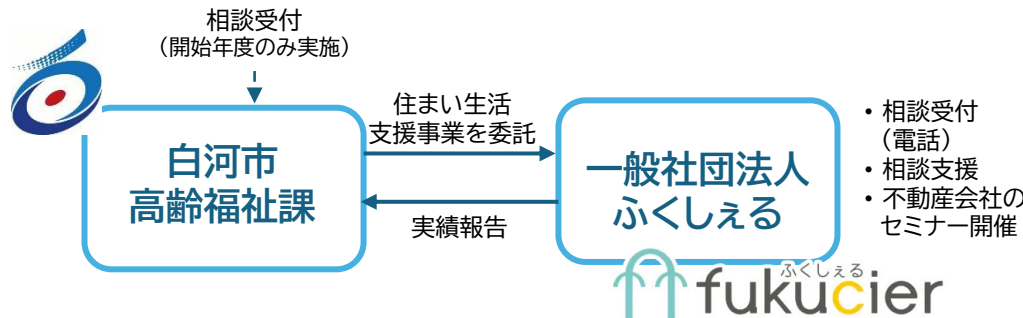 相談受付
（開始年度のみ実施）
白河市
高齢福祉課
住まい生活
支援事業を委託
実績報告
一般社団法人
ふくしぇる
・相談受付
（電話）
・相談支援
・不動産会社の
セミナー開催
ふくしぇる
fukucier